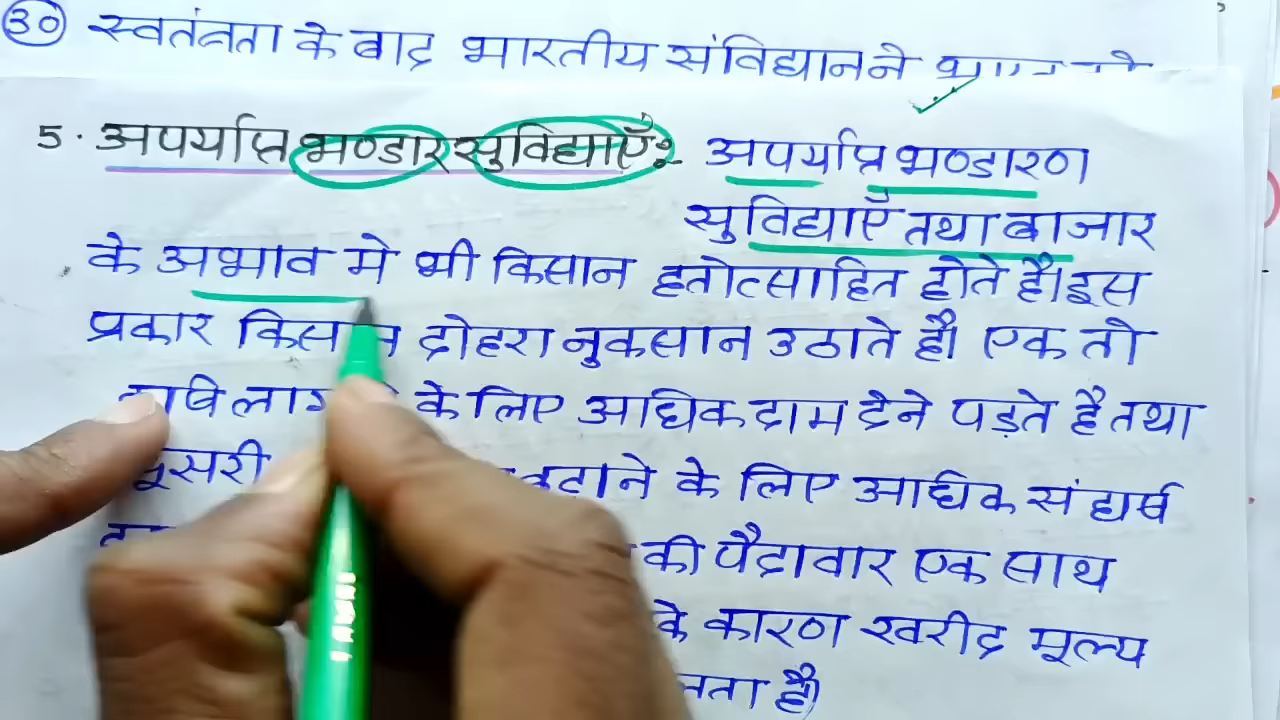 30 स्वतंत्रता के बाद भारतीय संविधान ने
5. अपर्याप्त भण्डार सुविधाएँ:- अपर्याप्त भण्डारण
सुविधाएँ तथा बाजार
के अभाव मे भी किसान हतोत्साहित होते है। इस
प्रकार किसान दोहरा नुकसान उठाते है। एक तो
के लिए अधिक दाम देने पड़ते है तथा
दूसरी के लिए अधिक संघर्ष
की पैदावार एक साथ
के कारण खरीद मूल्य
है।